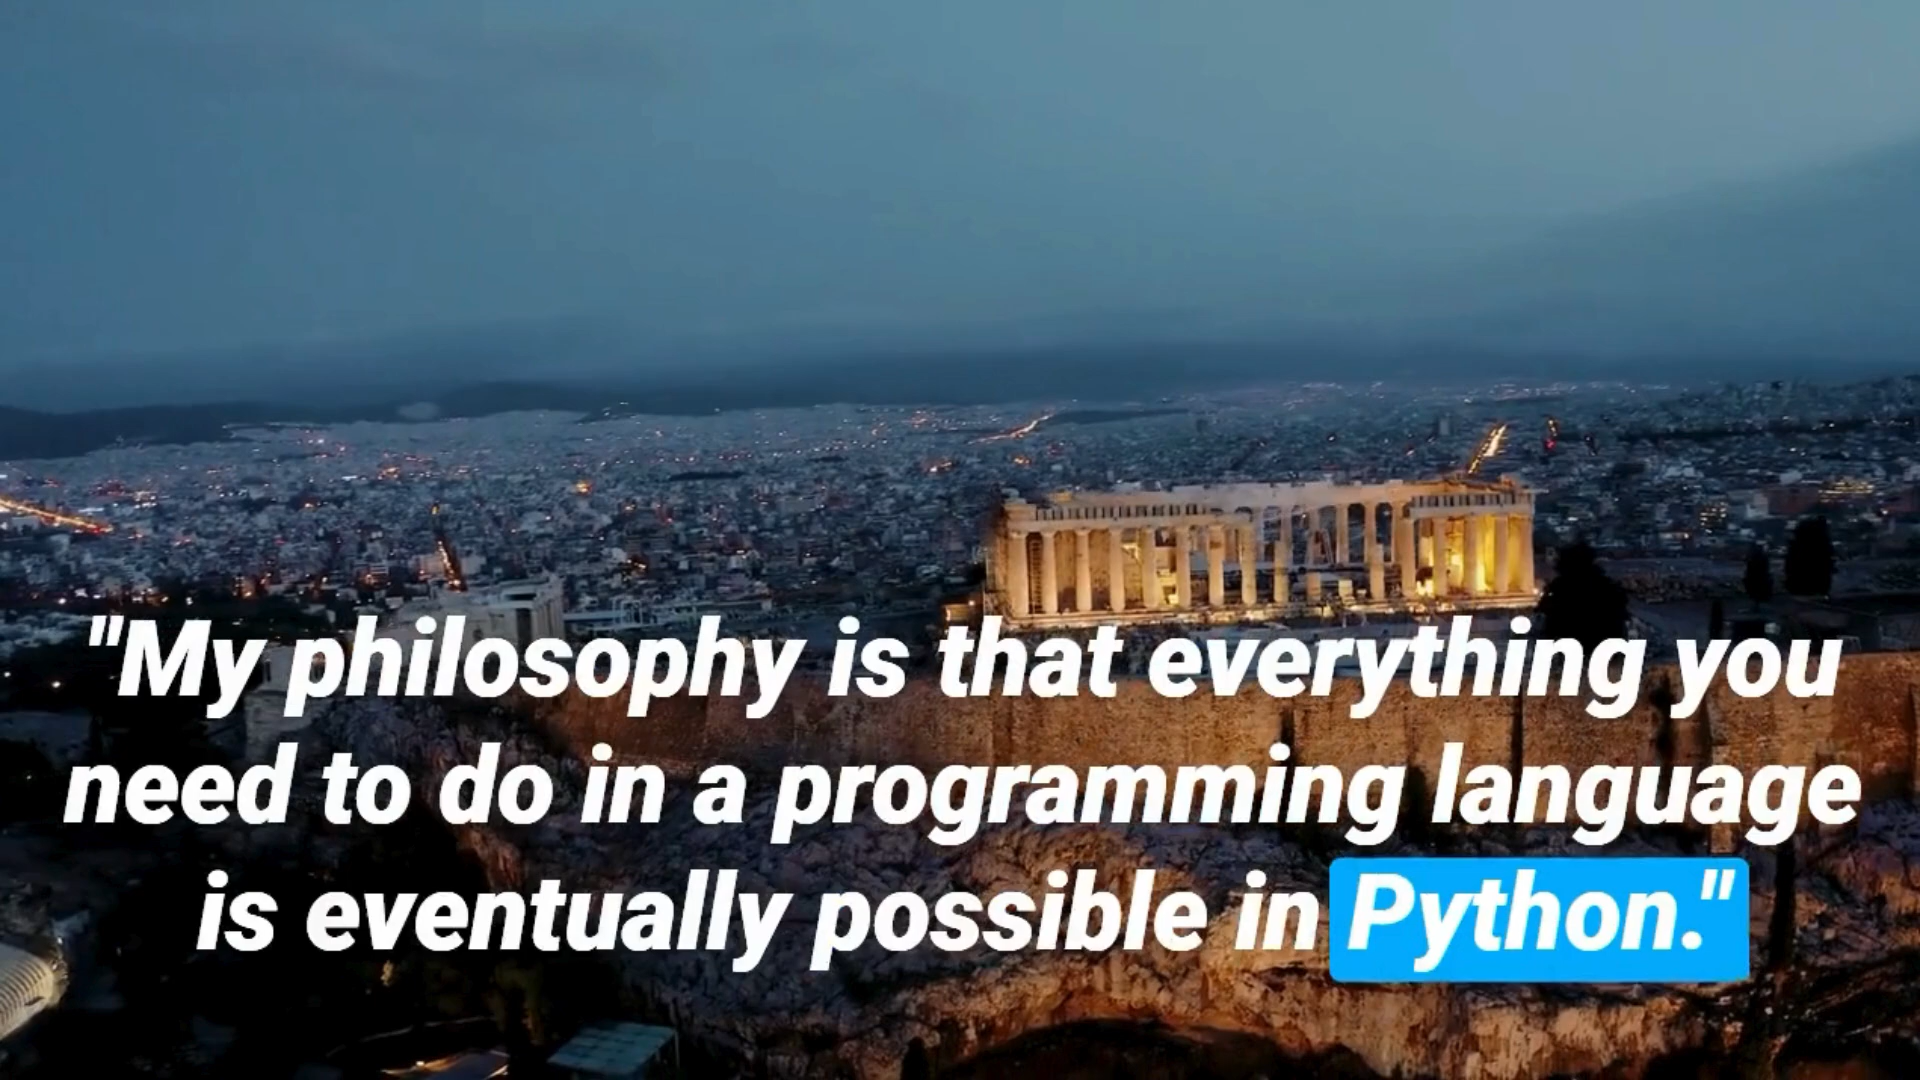 "My philosophy is that everything you
need to do in a programming language
is eventually possible in Python."